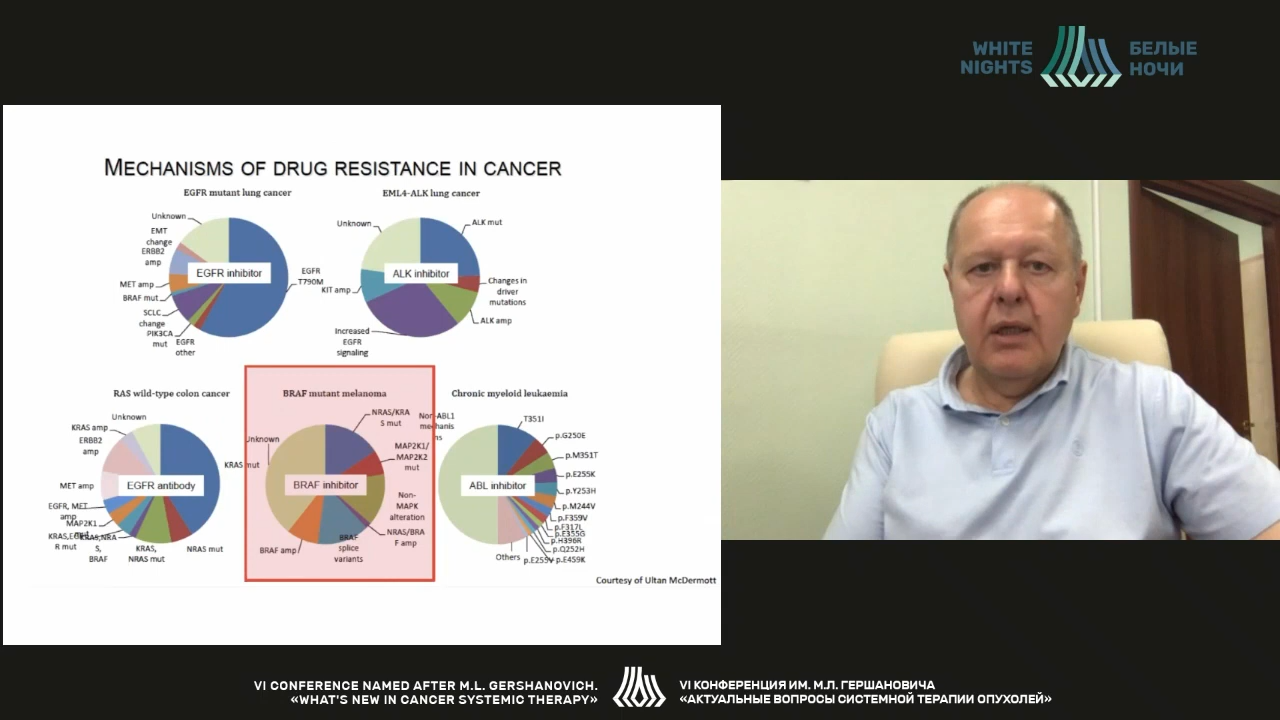 WHITE
NIGHTS
БЕЛЫЕ
НОЧИ
MECHANISMS OF DRUG RESISTANCE IN CANCER
EGFR mutant lung cancer
Unknown
EMT
change
ERBB2
amp
MET amp
BRAF mut
SCLC
change
PIK3CA
mut
EGFR
other
EGFR
T790M
EGFR inhibitor
EML4-ALK lung cancer
Unknown
KIT amp
Increased
EGFR
signaling
ALK mut
Changes in
driver
mutations
ALK amp
ALK inhibitor
RAS wild-type colon cancer
Unknown
KRAS amp
ERBB2
amp
MET amp
EGFR, MET
amp
MAP2K1
KRAS,
NRAS mut
NRAS mut
KRAS mut
EGFR antibody
BRAF mutant melanoma
Unknown
NRAS/KRA
S mut
MAP2K1/
MAP2K2
mut
Non-
MAPK
alteration
NRAS/BRA
F amp
BRAF
splice
variants
BRAF amp
BRAF inhibitor
Chronic myeloid leukaemia
Non-ABL1
mechanis
ms
T351I
p.G250E
p.M351T
p.E255K
p.Y253H
p.M244V
p.F359V
p.F317L
p.E355G
p.H396R
p.Q252H
p.E459K
p.E255V
Others
ABL inhibitor
Courtesy of Ultan McDermott
VI CONFERENCE NAMED AFTER M.L. GERSHANOVICH.
«WHAT'S NEW IN CANCER SYSTEMIC THERAPY»
VI КОНФЕРЕНЦИЯ ИМ. М.Л. ГЕРШАНОВИЧА
«АКТУАЛЬНЫЕ ВОПРОСЫ СИСТЕМНОЙ ТЕРАПИИ ОПУХОЛЕЙ»